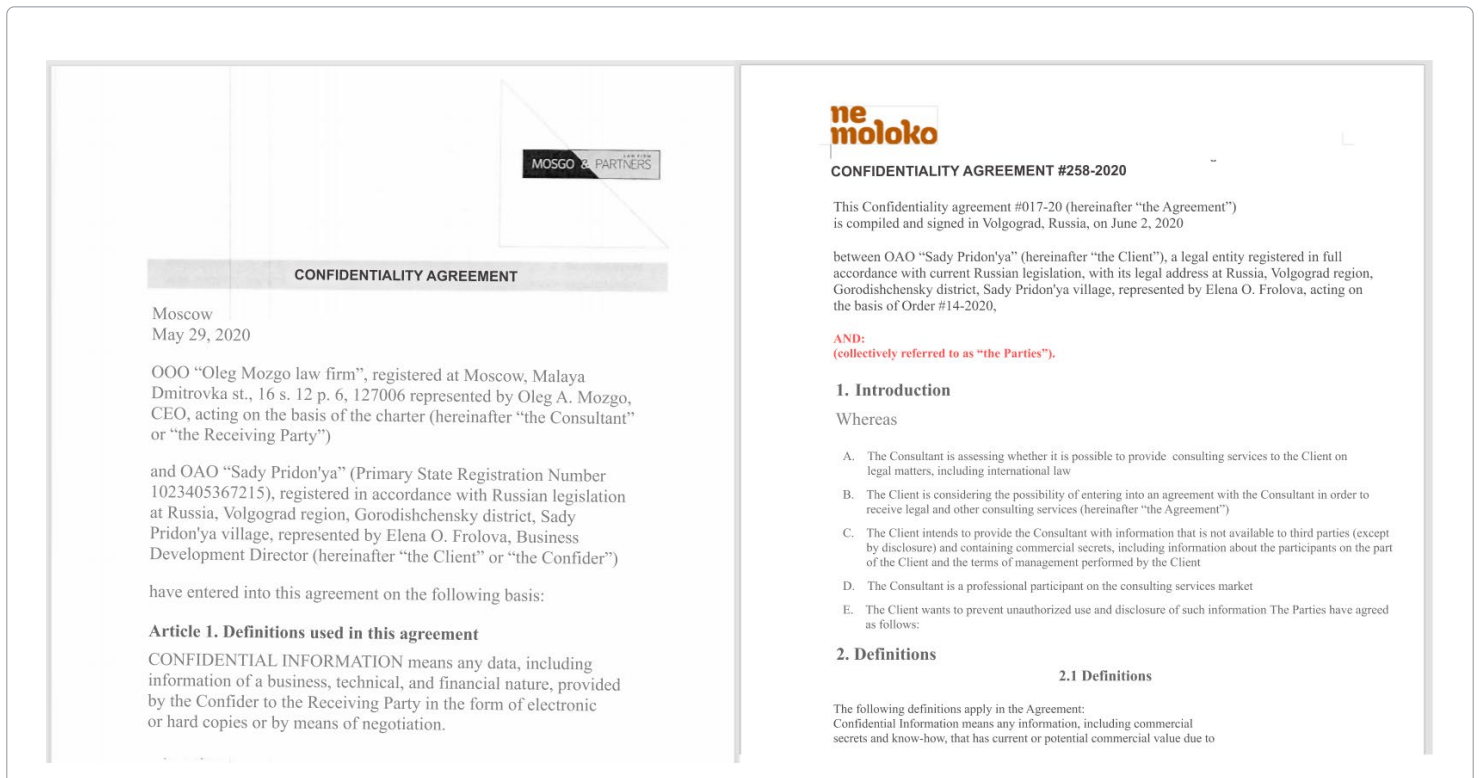 LAW FIRM
MOSGO & PARTNERS
CONFIDENTIALITY AGREEMENT
Moscow
May 29, 2020
OOO “Oleg Mozgo law firm”, registered at Moscow, Malaya
Dmitrovka st., 16 s. 12 p. 6, 127006 represented by Oleg A. Mozgo,
CEO, acting on the basis of the charter (hereinafter “the Consultant”
or “the Receiving Party”)
and OAO “Sady Pridon'ya” (Primary State Registration Number
1023405367215), registered in accordance with Russian legislation
at Russia, Volgograd region, Gorodishchensky district, Sady
Pridon'ya village, represented by Elena O. Frolova, Business
Development Director (hereinafter “the Client” or “the Confider”)
have entered into this agreement on the following basis:
Article 1. Definitions used in this agreement
CONFIDENTIAL INFORMATION means any data, including
information of a business, technical, and financial nature, provided
by the Confider to the Receiving Party in the form of electronic
or hard copies or by means of negotiation.
ne
moloko
CONFIDENTIALITY AGREEMENT #258-2020
This Confidentiality agreement #017-20 (hereinafter “the Agreement”)
is compiled and signed in Volgograd, Russia, on June 2, 2020
between OAO “Sady Pridon'ya” (hereinafter “the Client”), a legal entity registered in full
accordance with current Russian legislation, with its legal address at Russia, Volgograd region,
Gorodishchensky district, Sady Pridon'ya village, represented by Elena O. Frolova, acting on
the basis of Order #14-2020,
AND:
(collectively referred to as “the Parties”).
1. Introduction
Whereas
A. The Consultant is assessing whether it is possible to provide consulting services to the Client on
legal matters, including international law
B. The Client is considering the possibility of entering into an agreement with the Consultant in order to
receive legal and other consulting services (hereinafter “the Agreement”)
C. The Client intends to provide the Consultant with information that is not available to third parties (except
by disclosure) and containing commercial secrets, including information about the participants on the part
of the Client and the terms of management performed by the Client
D. The Consultant is a professional participant on the consulting services market
E. The Client wants to prevent unauthorized use and disclosure of such information The Parties have agreed
as follows:
2. Definitions
2.1 Definitions
The following definitions apply in the Agreement:
Confidential Information means any information, including commercial
secrets and know-how, that has current or potential commercial value due to